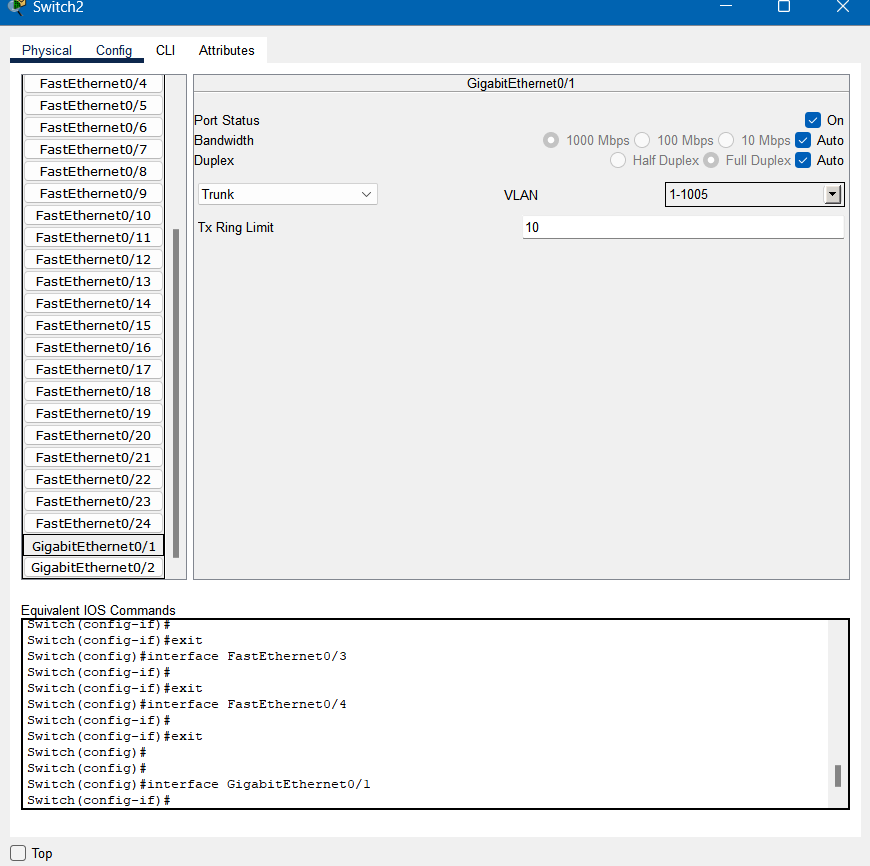 Switch2
Physical Config CLI Attributes
FastEthernet0/4
FastEthernet0/5
FastEthernet0/6
FastEthernet0/7
FastEthernet0/8
FastEthernet0/9
FastEthernet0/10
FastEthernet0/11
FastEthernet0/12
FastEthernet0/13
FastEthernet0/14
FastEthernet0/15
FastEthernet0/16
FastEthernet0/17
FastEthernet0/18
FastEthernet0/19
FastEthernet0/20
FastEthernet0/21
FastEthernet0/22
FastEthernet0/23
FastEthernet0/24
GigabitEthernet0/1
GigabitEthernet0/2
GigabitEthernet0/1
Port Status On
Bandwidth 1000 Mbps 100 Mbps 10 Mbps Auto
Duplex Half Duplex Full Duplex Auto
Trunk VLAN 1-1005
Tx Ring Limit 10
Equivalent IOS Commands
Switch(config-if)#
Switch(config-if)#exit
Switch(config)#interface FastEthernet0/3
Switch(config-if)#
Switch(config-if)#exit
Switch(config)#interface FastEthernet0/4
Switch(config-if)#
Switch(config-if)#exit
Switch(config)#
Switch(config)#
Switch(config)#interface GigabitEthernet0/1
Switch(config-if)#
Top